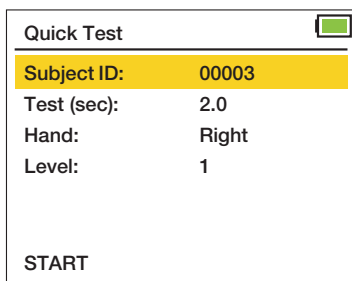 Quick Test
Subject ID: 00003
Test (sec): 2.0
Hand: Right
Level: 1
START